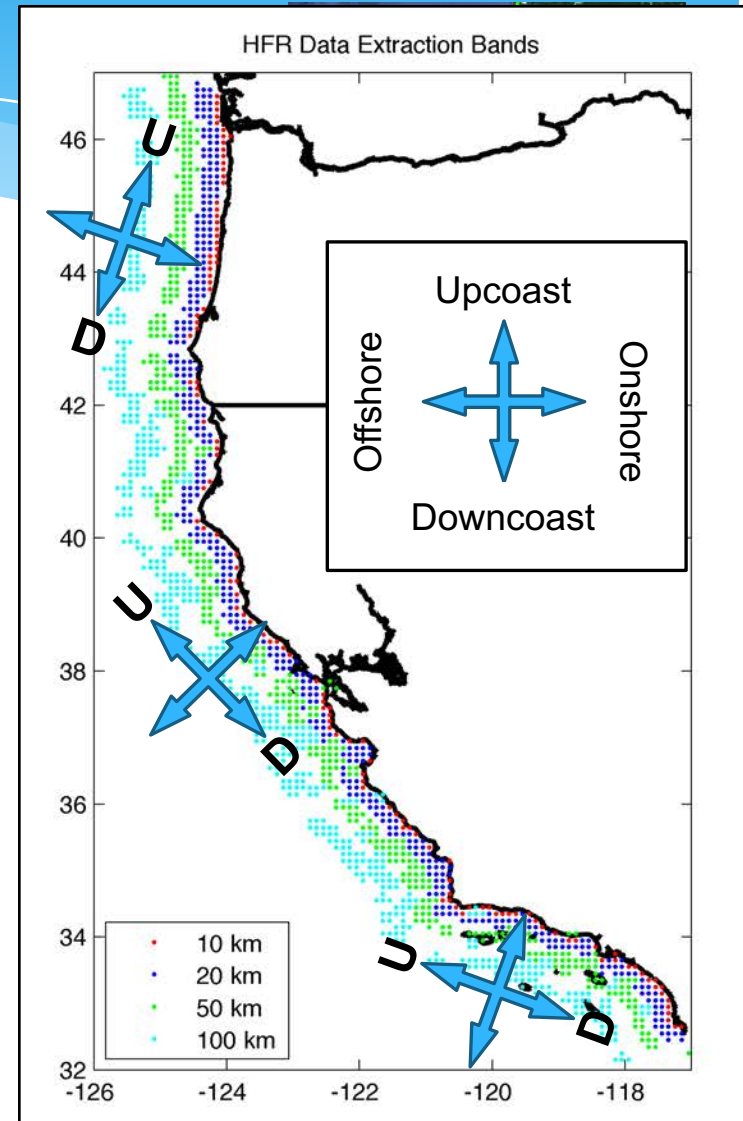 HFR Data Extraction Bands
46
44
42
40
38
36
34
32
-126
-124
-122
-120
-118
U
D
Upcoast
Offshore
Onshore
Downcoast
U
D
U
D
10 km
20 km
50 km
100 km